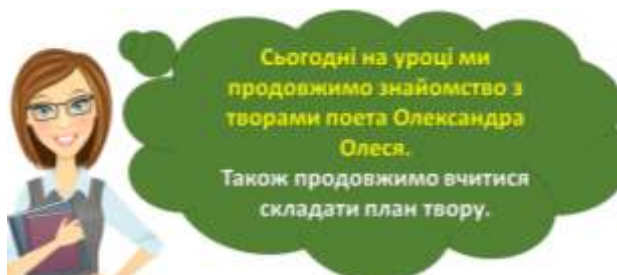 Сьогодні на уроці ми
продовжимо знайомство з
творами поета Олександра
Олеся.
Також продовжимо вчитися
складати план твору.